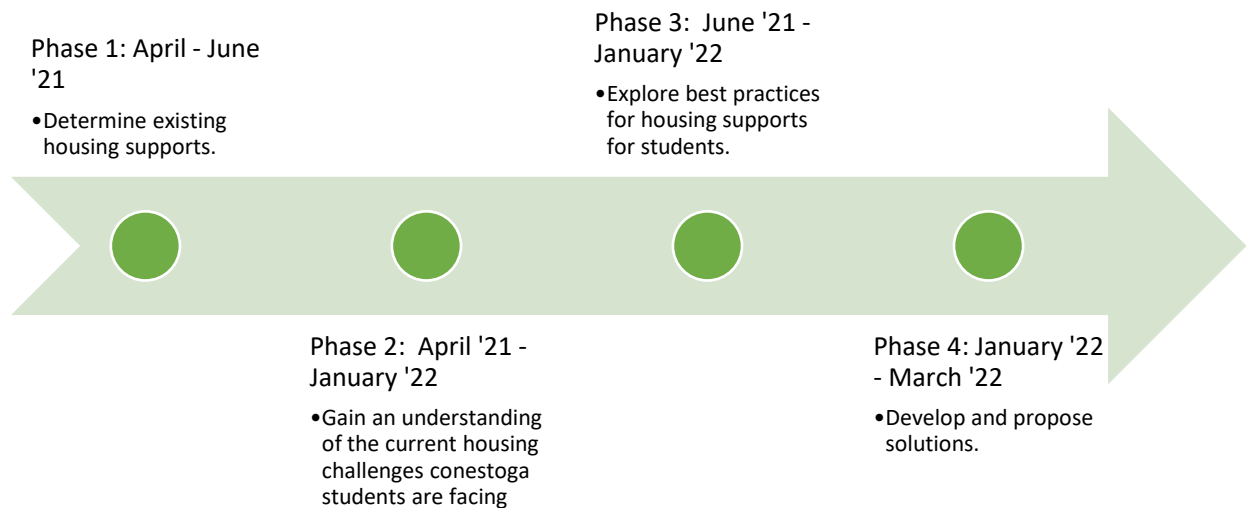 Phase 1: April - June
'21
•Determine existing
housing supports.
Phase 2:  April '21 -
January '22
•Gain an understanding
of the current housing
challenges conestoga
students are facing
Phase 3:  June '21 -
January '22
•Explore best practices
for housing supports
for students.
Phase 4: January '22
- March '22
•Develop and propose
solutions.